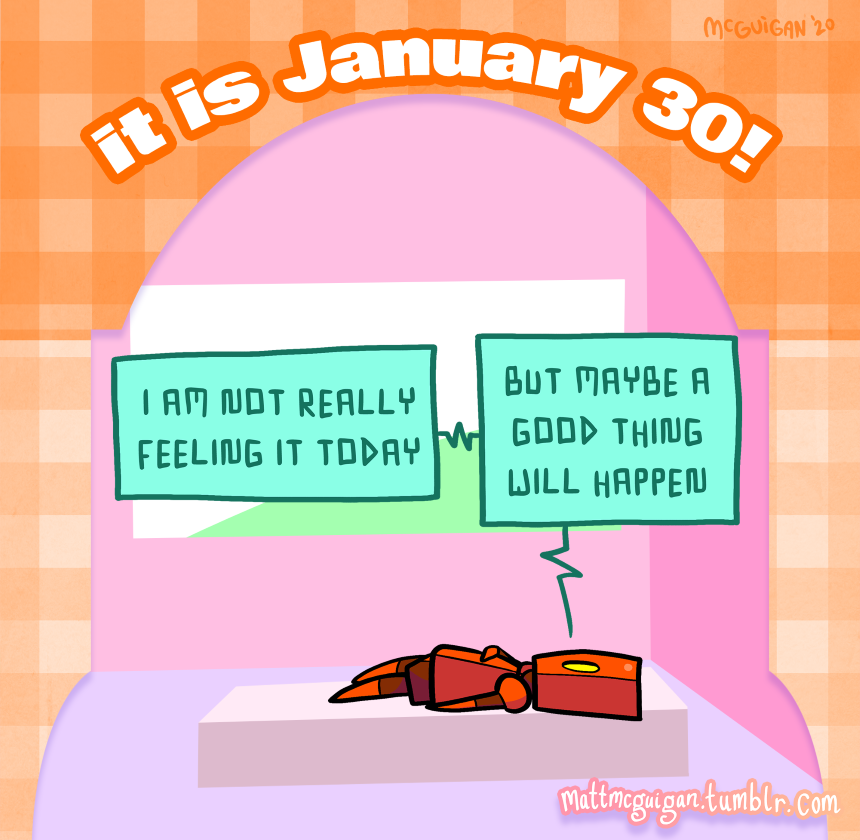 McGUIGAN '20
it is January 30!
I AM NOT REALLY
FEELING IT TODAY
BUT MAYBE A
GOOD THING
WILL HAPPEN
mattmcguigan.tumblr.com